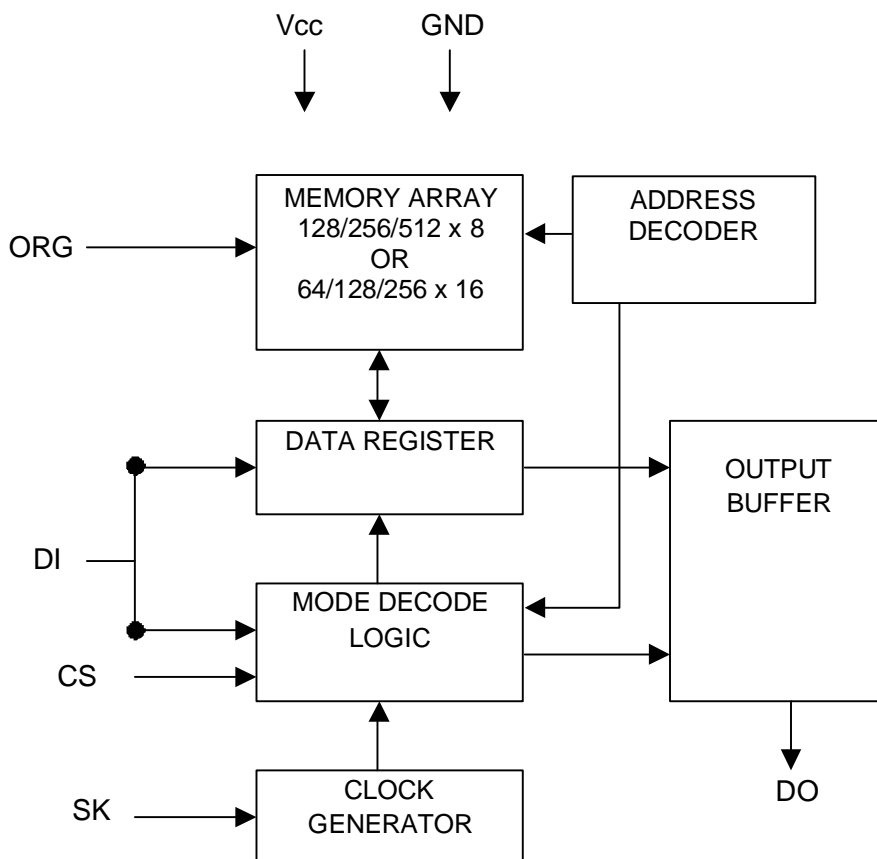 Vcc
GND
MEMORY ARRAY
128/256/512 x 8
OR
64/128/256 x 16
ADDRESS
DECODER
ORG
DATA REGISTER
OUTPUT
BUFFER
DI
MODE DECODE
LOGIC
CS
CLOCK
GENERATOR
SK
DO